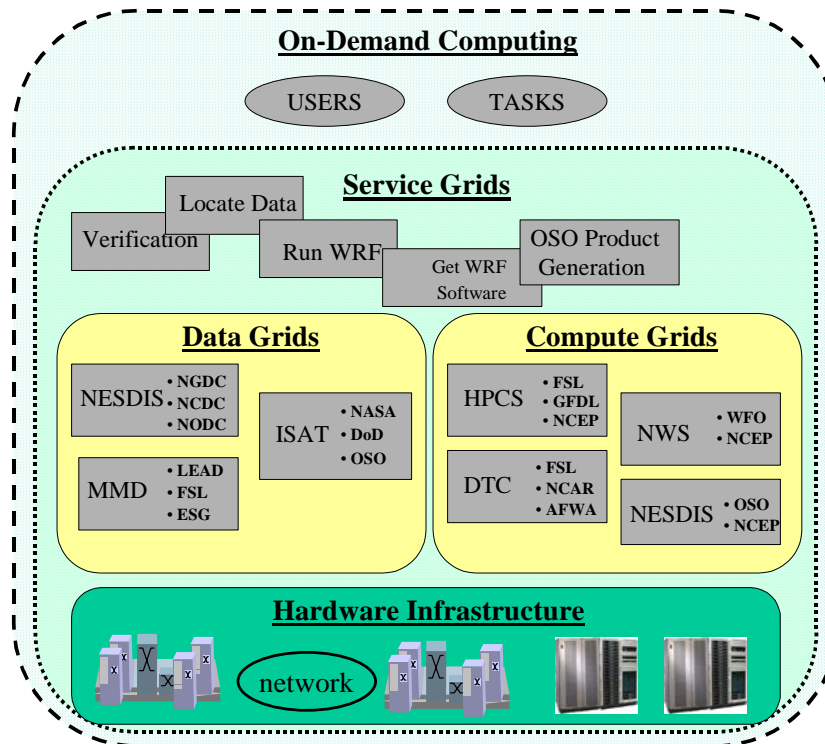 On-Demand Computing
USERS
TASKS
Service Grids
Locate Data
Verification
Run WRF
Get WRF
Software
OSO Product
Generation
Data Grids
NESDIS
• NGDC
• NCDC
• NODC
ISAT
• NASA
• DoD
• OSO
MMD
• LEAD
• FSL
• ESG
Compute Grids
HPCS
• FSL
• GFDL
• NCEP
NWS
• WFO
• NCEP
DTC
• FSL
• NCAR
• AFWA
NESDIS
• OSO
• NCEP
Hardware Infrastructure
network